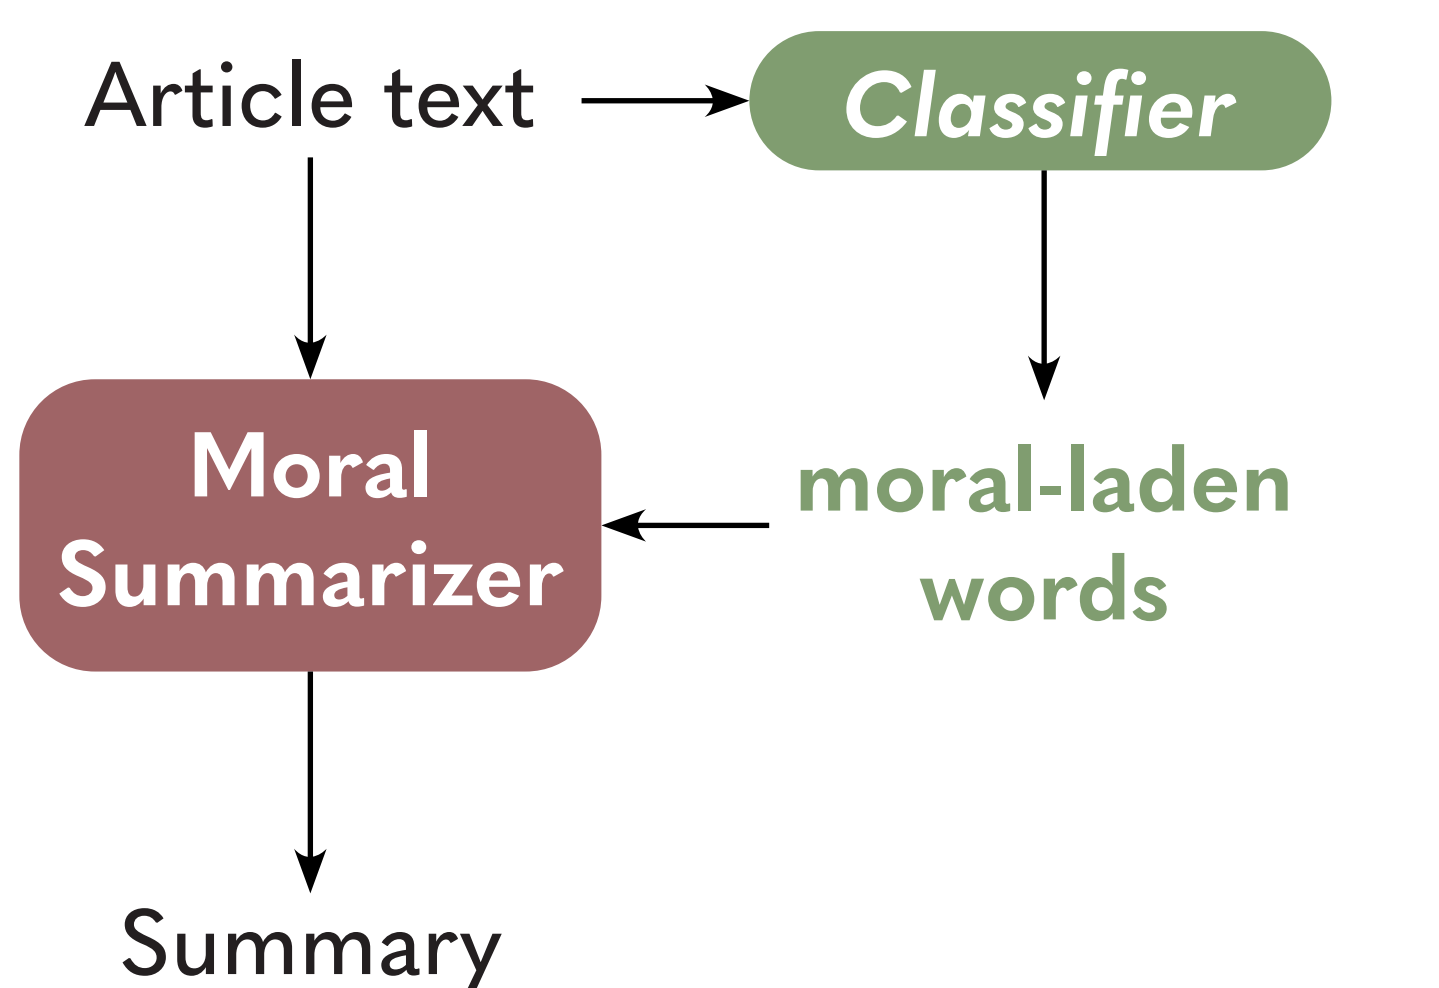 Article text
Classifier
Moral
Summarizer
moral-laden
words
Summary